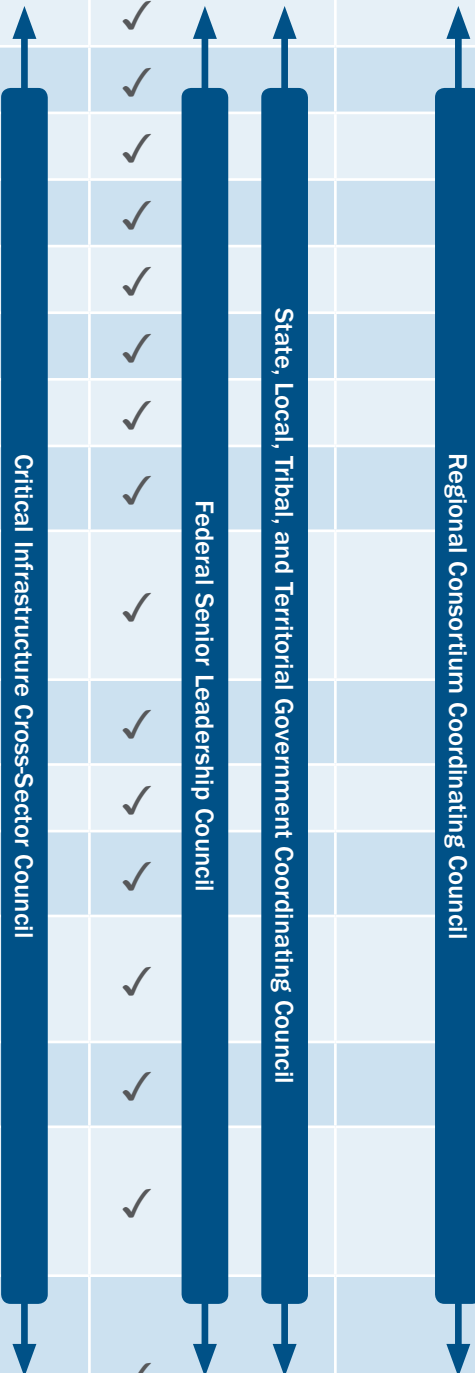 Critical Infrastructure Cross-Sector Council
Federal Senior Leadership Council
State, Local, Tribal, and Territorial Government Coordinating Council
Regional Consortium Coordinating Council